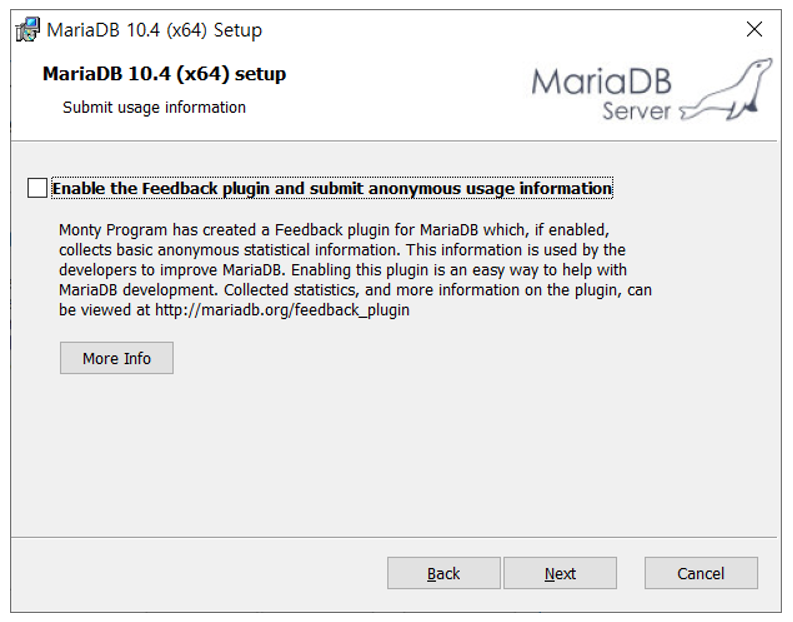 MariaDB 10.4 (x64) Setup
MariaDB 10.4 (x64) setup
Submit usage information
MariaDB
Server
Enable the Feedback plugin and submit anonymous usage information
Monty Program has created a Feedback plugin for MariaDB which, if enabled,
collects basic anonymous statistical information. This information is used by the
developers to improve MariaDB. Enabling this plugin is an easy way to help with
MariaDB development. Collected statistics, and more information on the plugin, can
be viewed at http://mariadb.org/feedback_plugin
More Info
Back Next Cancel